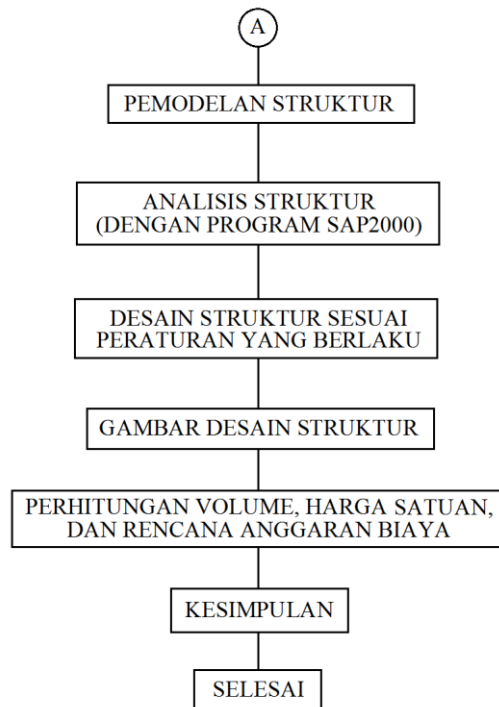 A
PEMODELAN STRUKTUR
ANALISIS STRUKTUR
(DENGAN PROGRAM SAP2000)
DESAIN STRUKTUR SESUAI
PERATURAN YANG BERLAKU
GAMBAR DESAIN STRUKTUR
PERHITUNGAN VOLUME, HARGA SATUAN,
DAN RENCANA ANGGARAN BIAYA
KESIMPULAN
SELESAI